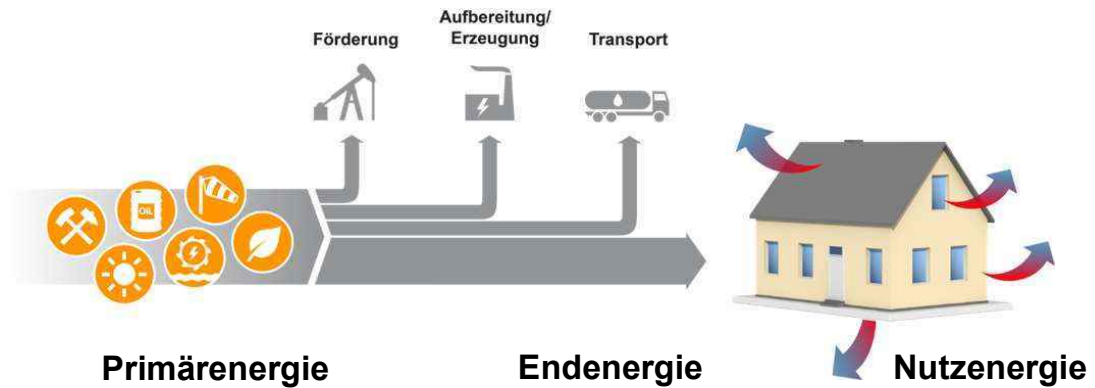 Förderung
Aufbereitung/
Erzeugung
Transport
OIL
Primärenergie
Endenergie
Nutzenergie